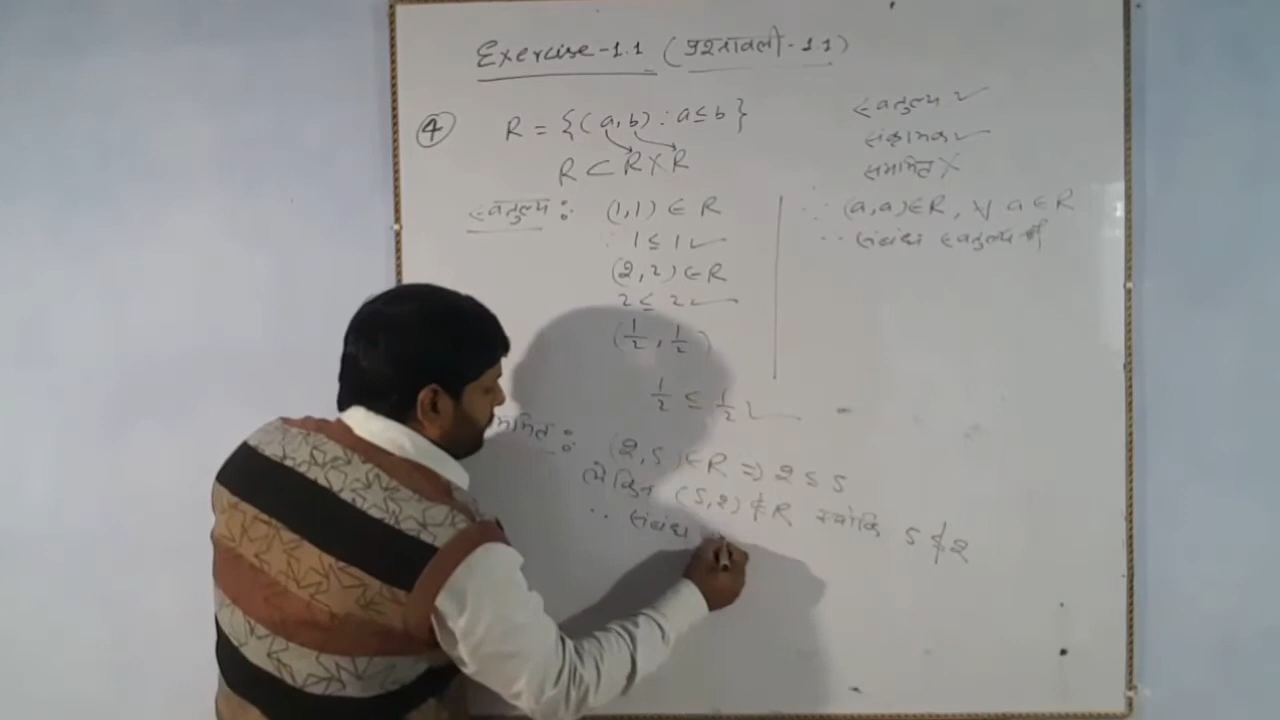 Exercise-1.1 (प्रश्नावली-1.1)
④ R = {(a,b) : a≤b}
R ⊂ R×R
स्वतुल्य ✓
संक्रामक ✓
सममित ×
स्वतुल्य : (1,1) ∈ R
∵ 1 ≤ 1 ✓
(2,2) ∈ R
2 ≤ 2 ✓
(1/2, 1/2)
1/2 ≤ 1/2 ✓
∵ (a,a) ∈ R, ∀ a ∈ R
∴ संबंध स्वतुल्य है
ममित : (2,5) ∈ R ⇒ 2 ≤ 5
लेकिन (5,2) ∉ R क्योंकि 5 ≰ 2
∴ संबंध